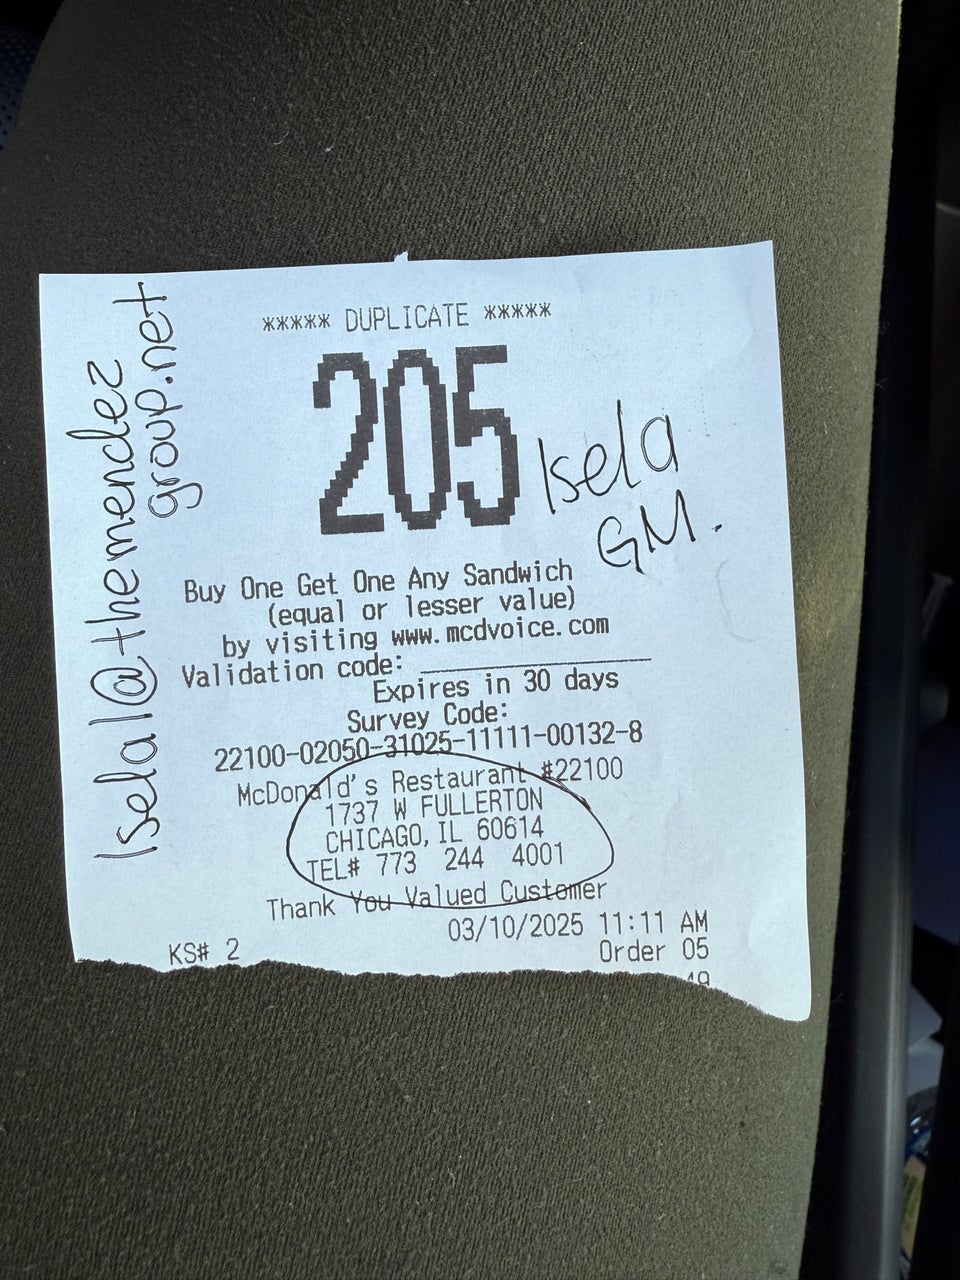 ***** DUPLICATE *****
205
Isela
GM.
Buy One Get One Any Sandwich
(equal or lesser value)
by visiting www.mcdvoice.com
Validation code:
Expires in 30 days
Survey Code:
22100-02050-31025-11111-00132-8
McDonald's Restaurant #22100
1737 W FULLERTON
CHICAGO, IL 60614
TEL# 773 244 4001
Thank You Valued Customer
03/10/2025 11:11 AM
KS# 2 Order 05
Isela1@themendez
group.net